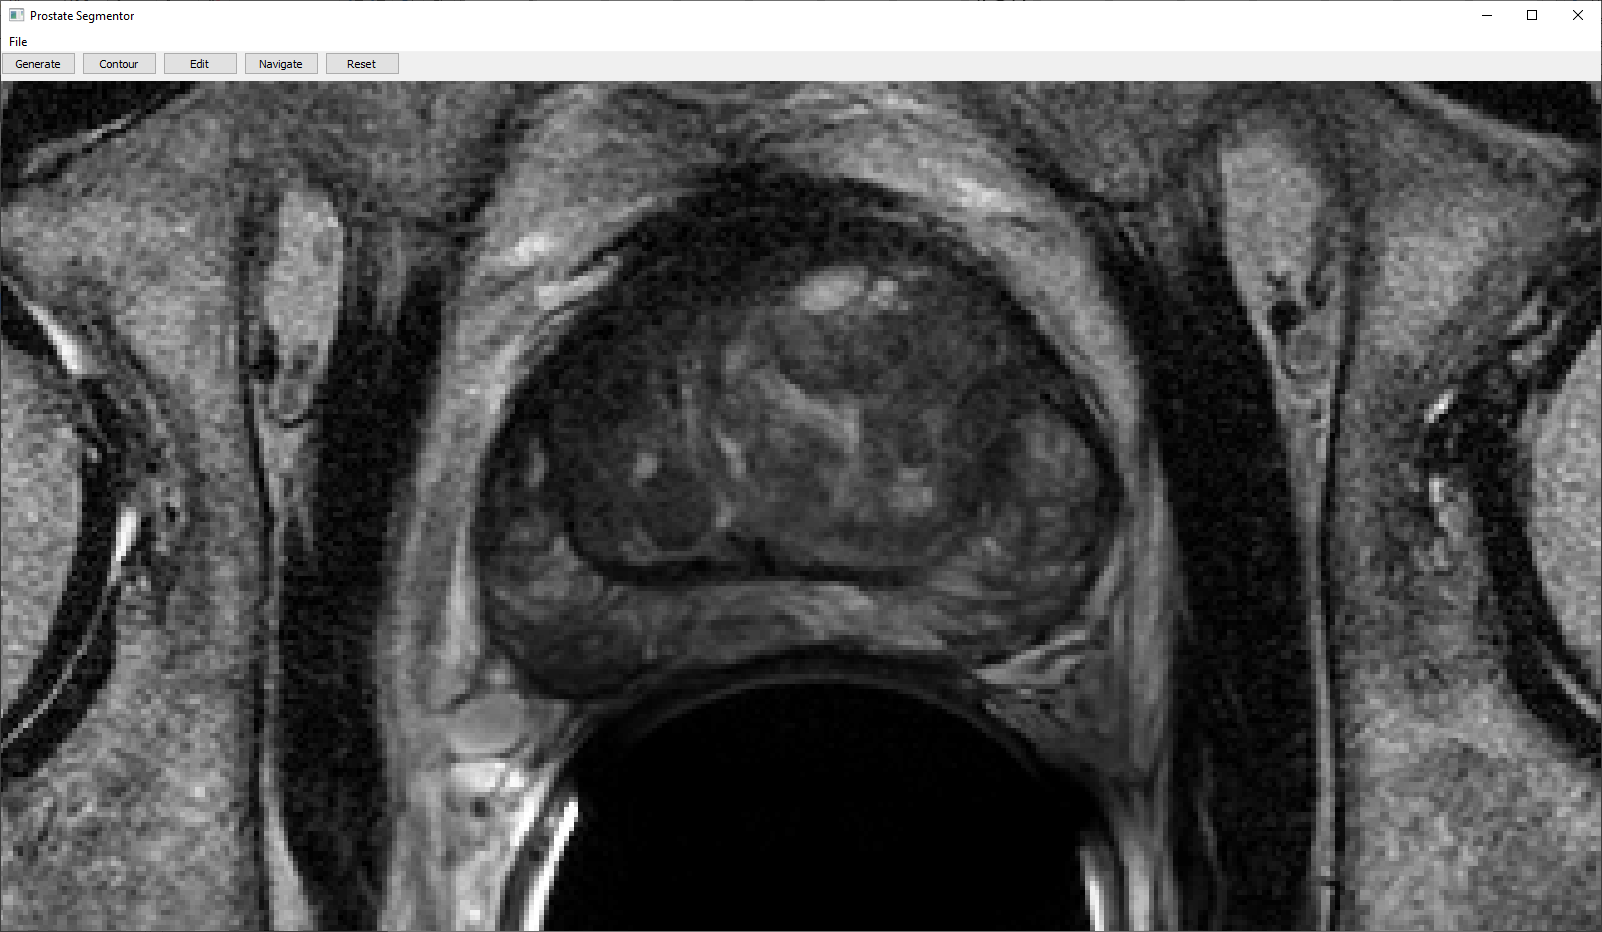 Prostate Segmentor
File
Generate Contour Edit Navigate Reset